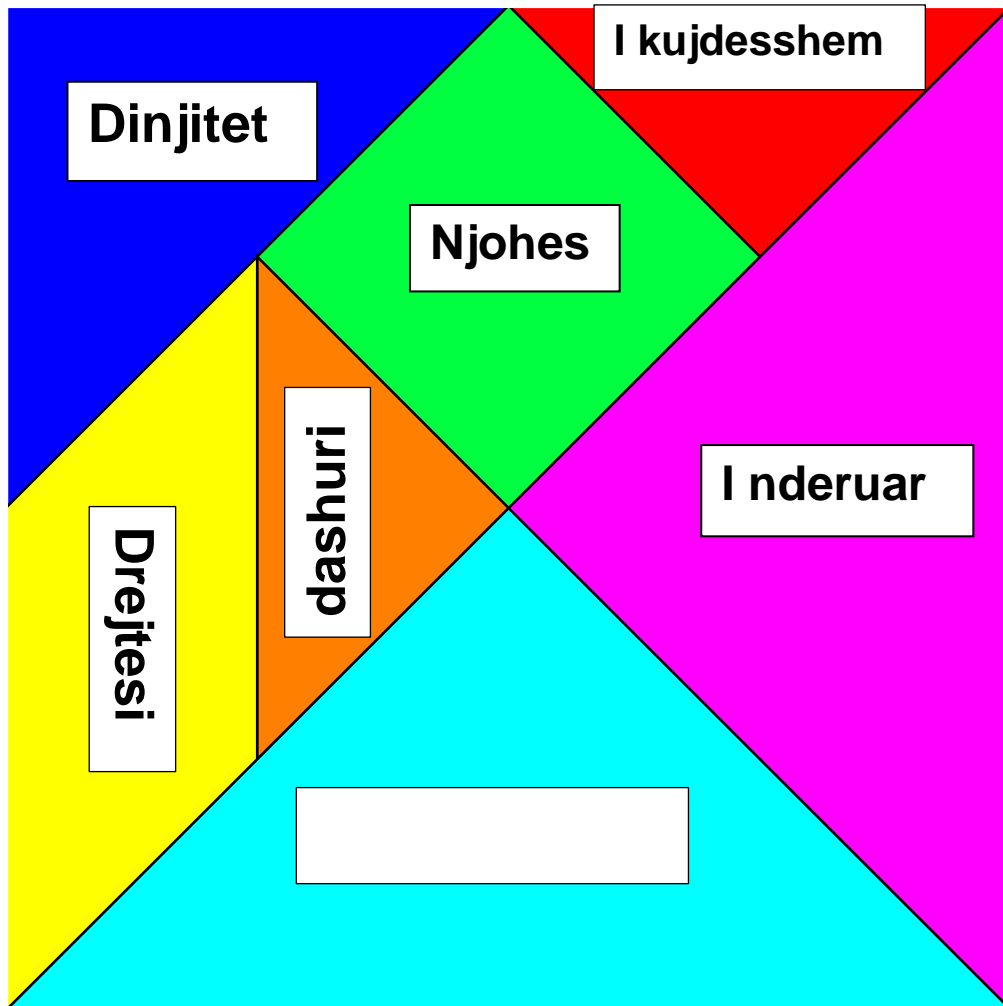 I kujdesshem
Dinjitet
Njohes
dashuri
I nderuar
Drejtesi